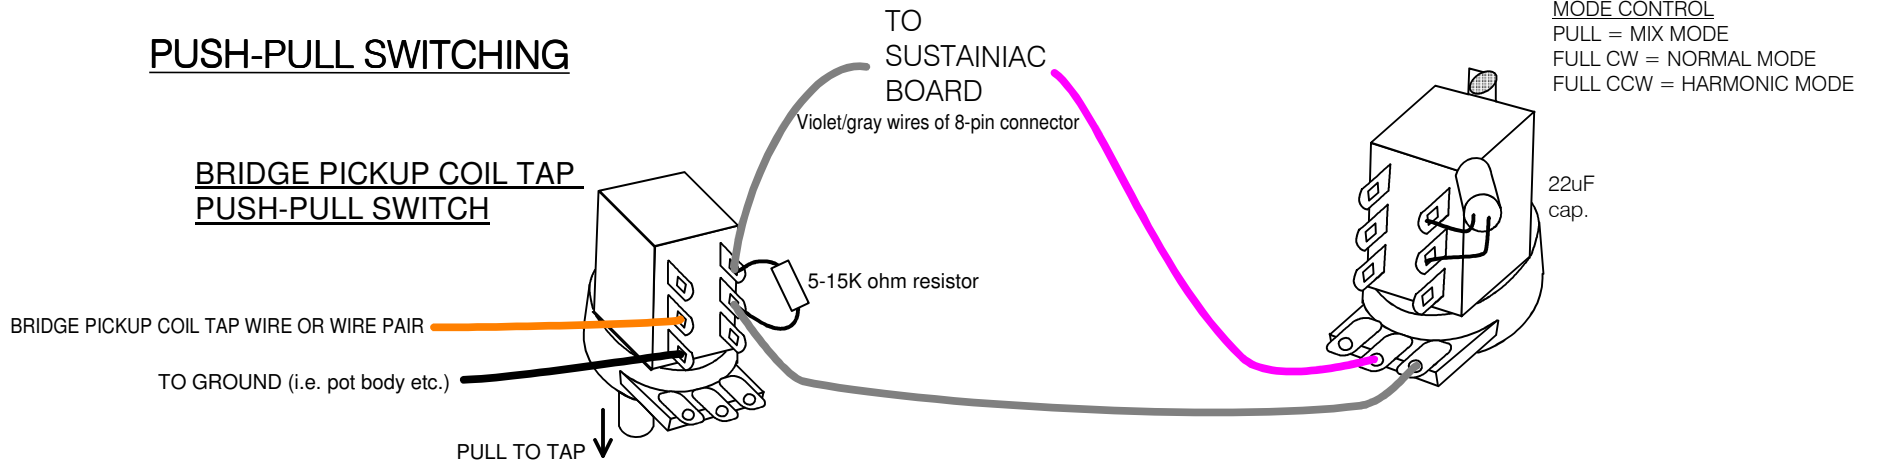 PUSH-PULL SWITCHING
TO
SUSTAINIAC
BOARD
Violet/gray wires of 8-pin connector
MODE CONTROL
PULL = MIX MODE
FULL CW = NORMAL MODE
FULL CCW = HARMONIC MODE
BRIDGE PICKUP COIL TAP
PUSH-PULL SWITCH
22uF
cap.
5-15K ohm resistor
BRIDGE PICKUP COIL TAP WIRE OR WIRE PAIR
TO GROUND (i.e. pot body etc.)
PULL TO TAP